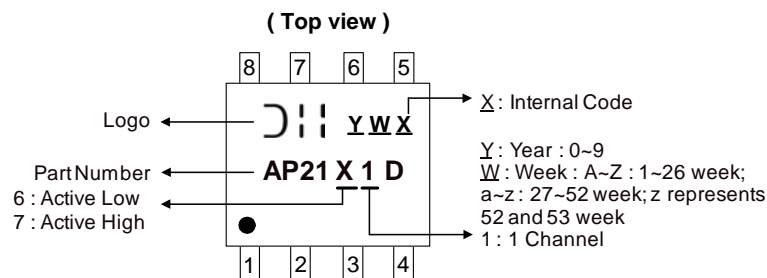 ( Top view )
8 7 6 5
Logo
Y W X
X : Internal Code
Part Number
AP21 X 1 D
6 : Active Low
7 : Active High
Y : Year : 0~9
W : Week : A~Z : 1~26 week;
a~z : 27~52 week; z represents
52 and 53 week
1 : 1 Channel
1 2 3 4